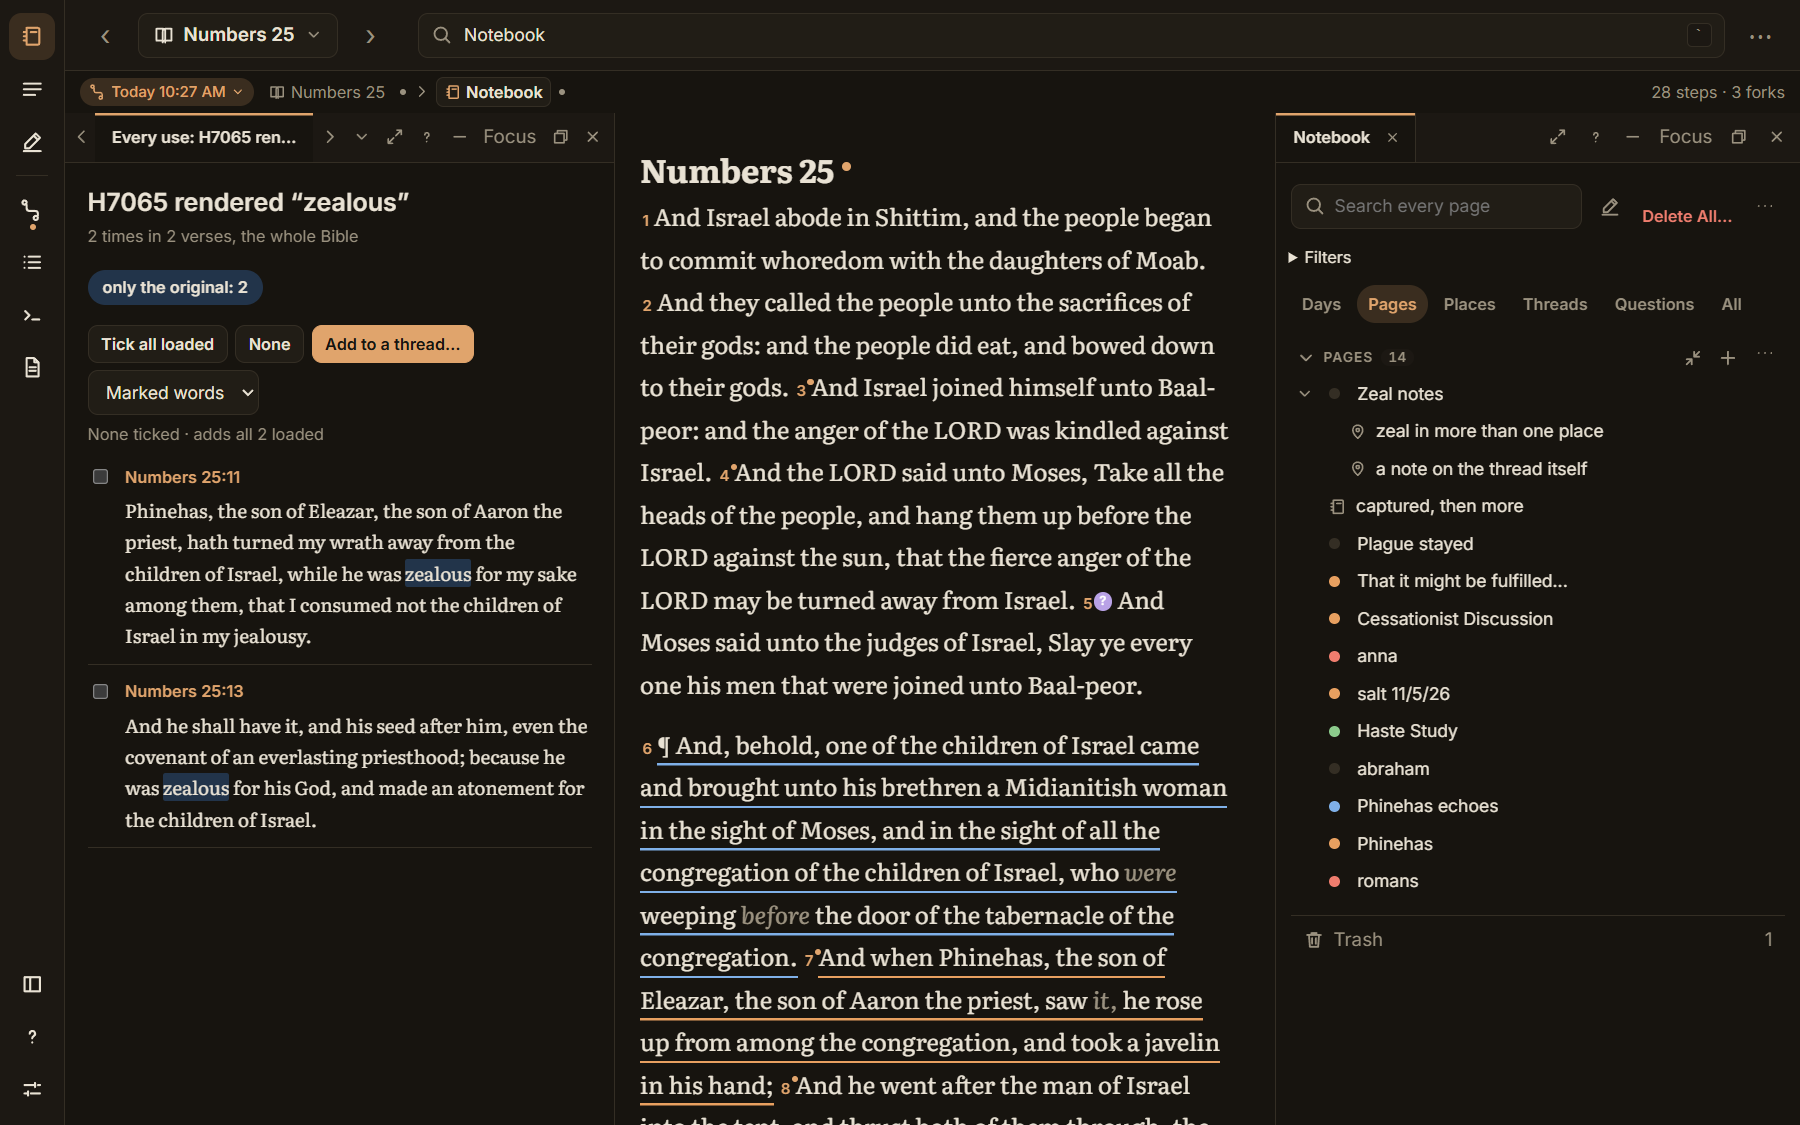 Numbers 25
Notebook
`
Today 10:27 AM
Numbers 25
Notebook
28 steps · 3 forks
Every use: H7065 ren...
? Focus
H7065 rendered “zealous”
2 times in 2 verses, the whole Bible
only the original: 2
Tick all loaded
None
Add to a thread...
Marked words
None ticked · adds all 2 loaded
Numbers 25:11
Phinehas, the son of Eleazar, the son of Aaron the
priest, hath turned my wrath away from the
children of Israel, while he was zealous for my sake
among them, that I consumed not the children of
Israel in my jealousy.
Numbers 25:13
And he shall have it, and his seed after him, even the
covenant of an everlasting priesthood; because he
was zealous for his God, and made an atonement for
the children of Israel.
Numbers 25
1 And Israel abode in Shittim, and the people began
to commit whoredom with the daughters of Moab.
2 And they called the people unto the sacrifices of
their gods: and the people did eat, and bowed down
to their gods. 3 And Israel joined himself unto Baal-
peor: and the anger of the LORD was kindled against
Israel. 4 And the LORD said unto Moses, Take all the
heads of the people, and hang them up before the
LORD against the sun, that the fierce anger of the
LORD may be turned away from Israel. 5 ? And
Moses said unto the judges of Israel, Slay ye every
one his men that were joined unto Baal-peor.
6 ¶ And, behold, one of the children of Israel came
and brought unto his brethren a Midianitish woman
in the sight of Moses, and in the sight of all the
congregation of the children of Israel, who were
weeping before the door of the tabernacle of the
congregation. 7 And when Phinehas, the son of
Eleazar, the son of Aaron the priest, saw it, he rose
up from among the congregation, and took a javelin
in his hand; 8 And he went after the man of Israel
into the tent, and thrust both of them through, the
Notebook
? Focus
Search every page
Delete All...
Filters
Days
Pages
Places
Threads
Questions
All
PAGES 14
Zeal notes
zeal in more than one place
a note on the thread itself
captured, then more
Plague stayed
That it might be fulfilled...
Cessationist Discussion
anna
salt 11/5/26
Haste Study
abraham
Phinehas echoes
Phinehas
romans
Trash 1
?